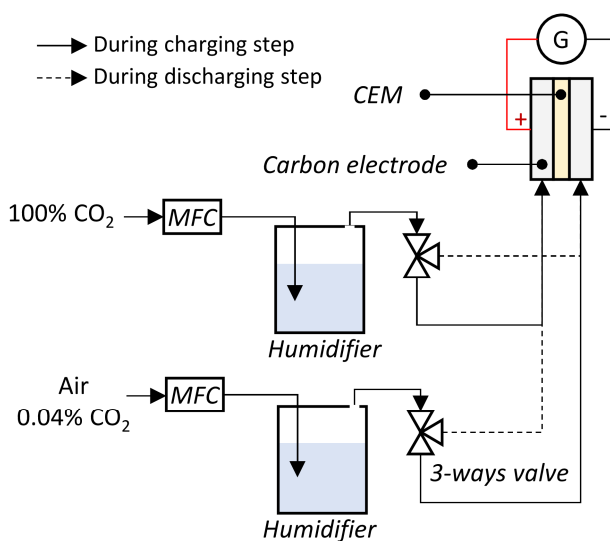 During charging step
During discharging step
G
CEM
+
-
Carbon electrode
100% CO₂
MFC
Humidifier
Air
0.04% CO₂
MFC
3-ways valve
Humidifier